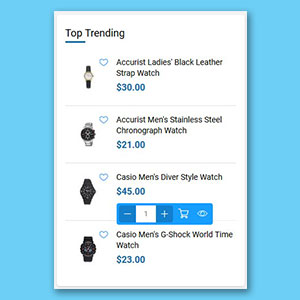 Top Trending
Accurist Ladies' Black Leather
Strap Watch
$30.00
Accurist Men's Stainless Steel
Chronograph Watch
$21.00
Casio Men's Diver Style Watch
$45.00
1
Casio Men's G-Shock World Time
Watch
$23.00